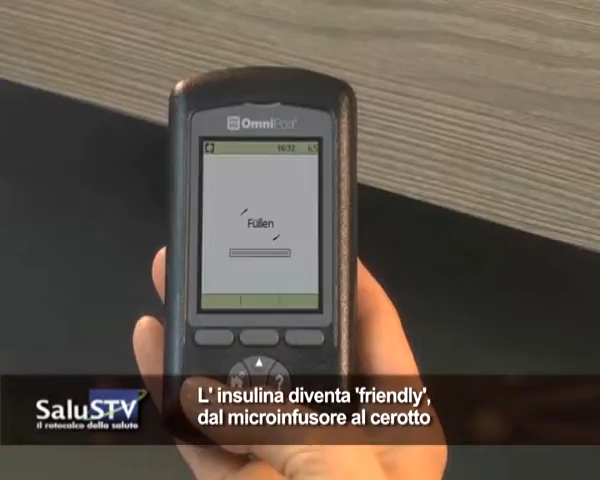 OmniPod
16:32
Füllen
?
L' insulina diventa 'friendly',
dal microinfusore al cerotto
SaluSTV
il rotocalco della salute